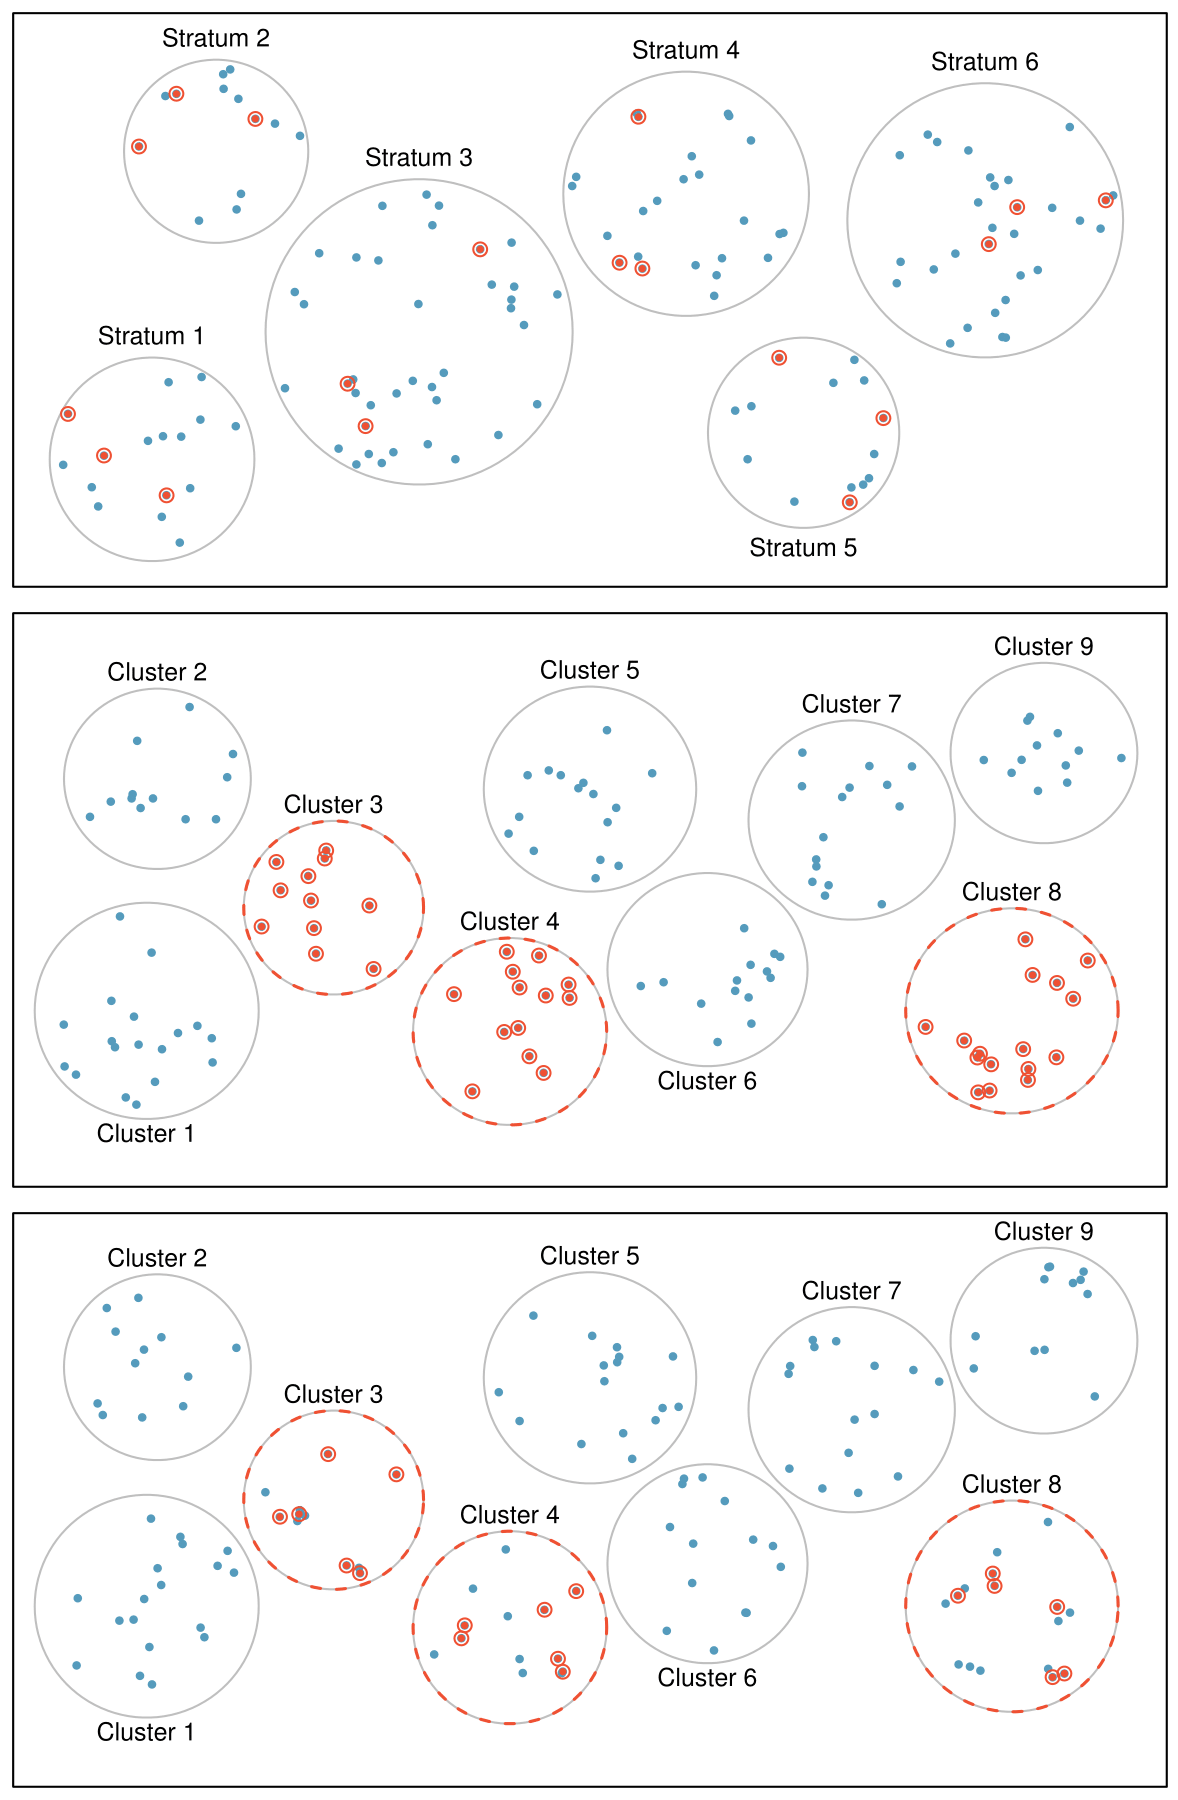 Stratum 2
Stratum 4
Stratum 6
Stratum 3
Stratum 1
Stratum 5
Cluster 9
Cluster 2
Cluster 5
Cluster 7
Cluster 3
Cluster 8
Cluster 4
Cluster 6
Cluster 1
Cluster 9
Cluster 2
Cluster 5
Cluster 7
Cluster 3
Cluster 8
Cluster 4
Cluster 6
Cluster 1